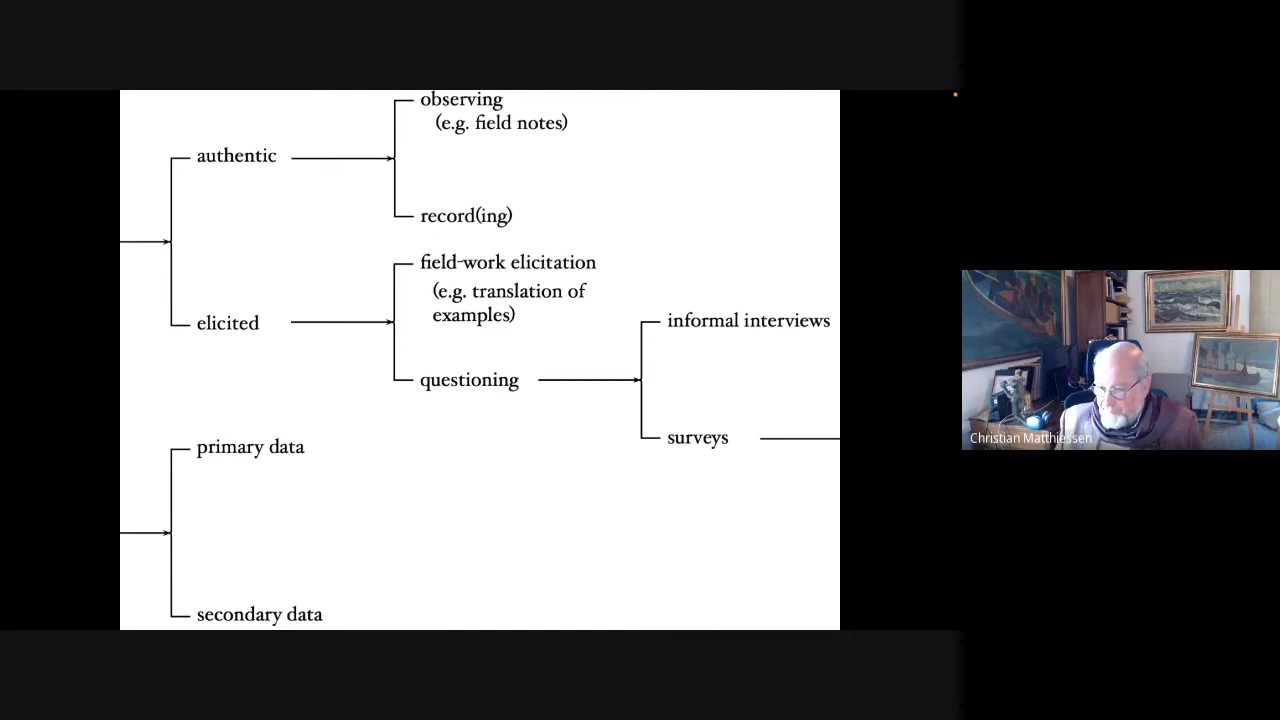 observing
(e.g. field notes)
authentic
record(ing)
field-work elicitation
(e.g. translation of
examples)
elicited
informal interviews
questioning
surveys
primary data
secondary data
Christian Matthiessen